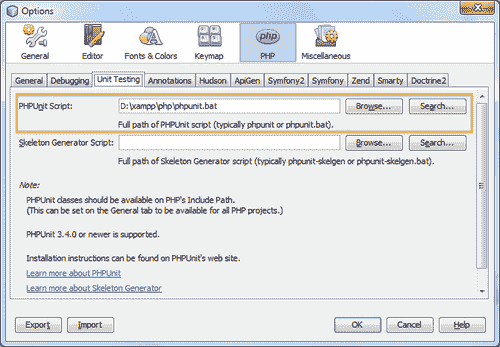 Options
General
Editor
Fonts & Colors
Keymap
PHP
Miscellaneous
php
General Debugging Unit Testing Annotations Hudson ApiGen Symfony2 Symfony Zend Smarty Doctrine2
PHPUnit Script: D:\xampp\php\phpunit.bat Browse... Search...
Full path of PHPUnit script (typically phpunit or phpunit.bat).
Skeleton Generator Script: Browse... Search...
Full path of Skeleton Generator script (typically phpunit-skelgen or phpunit-skelgen.bat).
Note:
PHPUnit classes should be available on PHP's Include Path.
(This can be set on the General tab to be available for all PHP projects.)
PHPUnit 3.4.0 or newer is supported.
Installation instructions can be found on PHPUnit's web site.
Learn more about PHPUnit
Learn more about Skeleton Generator
Export Import OK Cancel Help